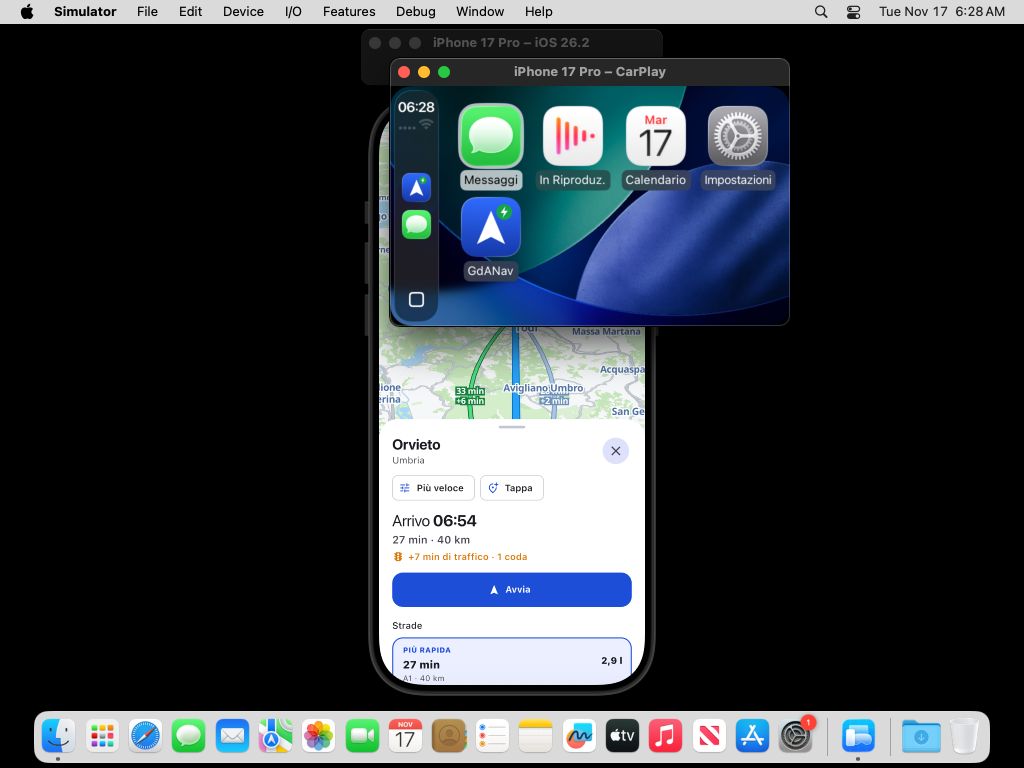 Simulator File Edit Device I/O Features Debug Window Help Tue Nov 17 6:28 AM
iPhone 17 Pro – iOS 26.2
iPhone 17 Pro – CarPlay
06:28
Mar
17
Messaggi In Riproduz. Calendario Impostazioni
GdANav
Massa Martana
Acquaspa
33 min
+6 min
Avigliano Umbro
+2 min
San Ge
Orvieto
Umbria
Più veloce Tappa
Arrivo 06:54
27 min · 40 km
+7 min di traffico · 1 coda
Avvia
Strade
PIÙ RAPIDA
27 min
2,9 l
A1 · 40 km
NOV
17
tv
1